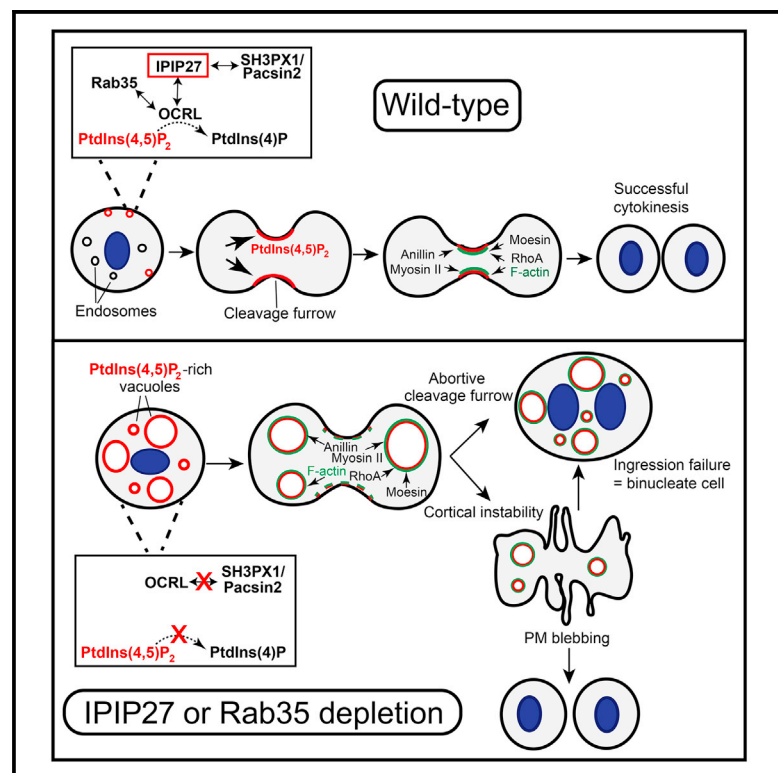 IPIP27
SH3PX1/
Pacsin2
Rab35
OCRL
PtdIns(4,5)P2
PtdIns(4)P
Wild-type
Endosomes
PtdIns(4,5)P2
Cleavage furrow
Anillin
Myosin II
Moesin
RhoA
F-actin
Successful
cytokinesis
PtdIns(4,5)P2-rich
vacuoles
Anillin
Myosin II
F-actin
RhoA
Moesin
Abortive
cleavage
furrow
Cortical instability
Ingression failure
= binucleate cell
PM blebbing
OCRL
SH3PX1/
Pacsin2
PtdIns(4,5)P2
PtdIns(4)P
IPIP27 or Rab35 depletion